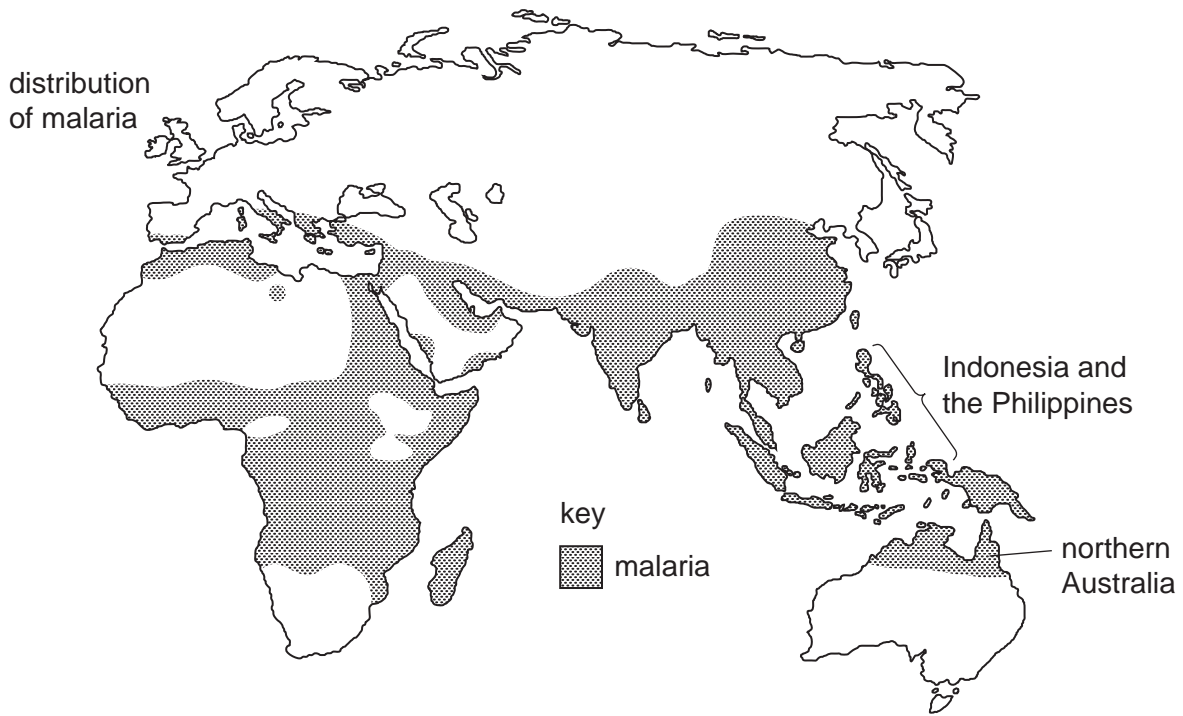 distribution
of malaria
Indonesia and
the Philippines
key
malaria
northern
Australia